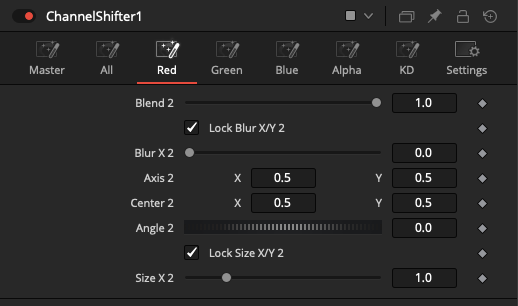 ChannelShifter1
Master All Red Green Blue Alpha KD Settings
Blend 2 1.0
Lock Blur X/Y 2
Blur X 2 0.0
Axis 2 X 0.5 Y 0.5
Center 2 X 0.5 Y 0.5
Angle 2 0.0
Lock Size X/Y 2
Size X 2 1.0